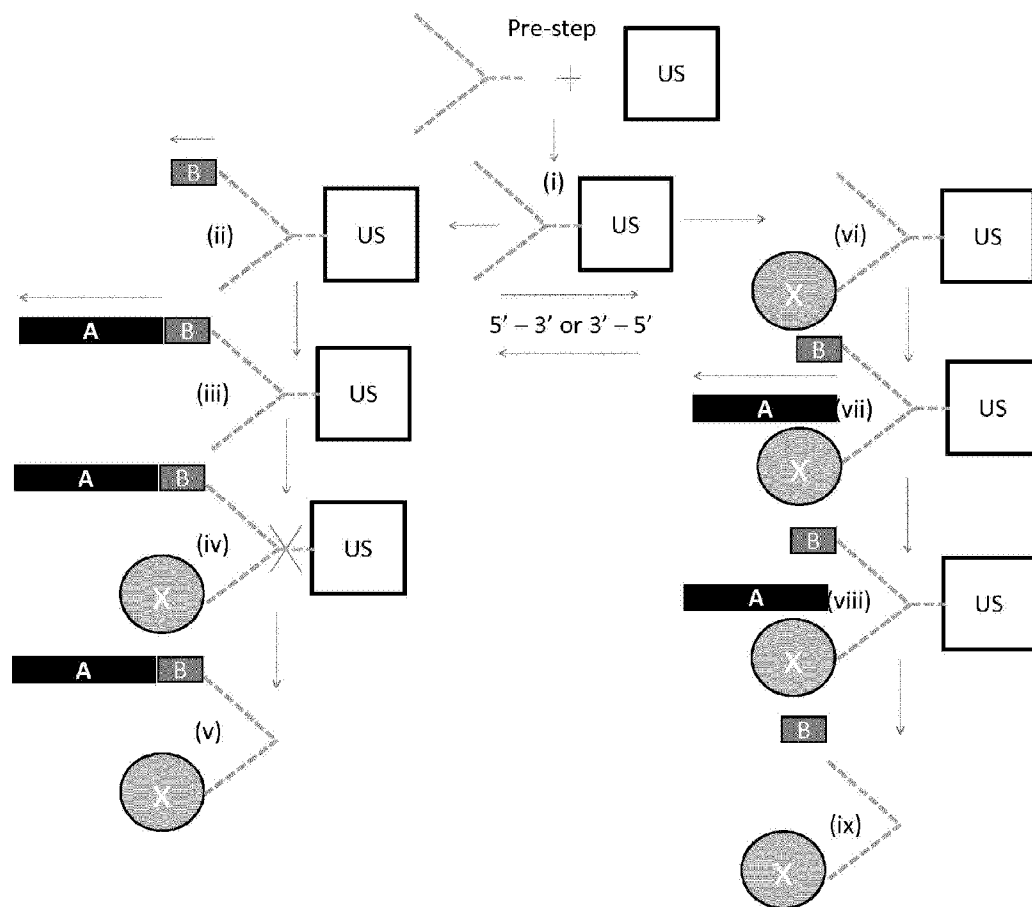 Pre-step
US
(i)
US
5' – 3' or 3' – 5'
B
(ii)
US
A B
(iii)
US
A B
(iv)
X
US
A B
(v)
X
(vi)
X
US
B
A (vii)
X
US
B
A (viii)
X
US
B
(ix)
X